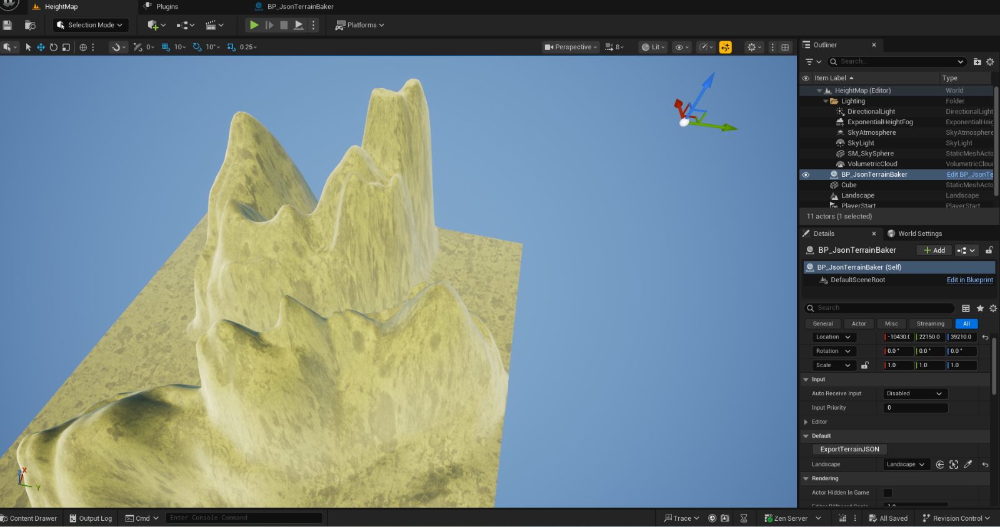 HeightMap Plugins BP_JsonTerrainBaker
Selection Mode Platforms
0 10 10° 0.25 Perspective 8 Lit
Outliner
Search...
Item Label Type
HeightMap (Editor) World
Lighting Folder
DirectionalLight DirectionalLight
ExponentialHeightFog ExponentialHeig
SkyAtmosphere SkyAtmosphere
SkyLight SkyLight
SM_SkySphere StaticMeshActo
VolumetricCloud VolumetricClou
BP_JsonTerrainBaker Edit BP_JsonTe
Cube StaticMeshActo
Landscape Landscape
PlayerStart PlayerStart
11 actors (1 selected)
Details World Settings
BP_JsonTerrainBaker Add
BP_JsonTerrainBaker (Self)
DefaultSceneRoot Edit in Blueprint
Search
General Actor Misc Streaming All
Location -10430.0 22150.0 39210.0
Rotation 0.0 ° 0.0 ° 0.0 °
Scale 1.0 1.0 1.0
Input
Auto Receive Input Disabled
Input Priority 0
Editor
Default
ExportTerrainJSON
Landscape Landscape
Rendering
Actor Hidden In Game
Editor Billboard Scale 1.0
X
Z
Y
Content Drawer Output Log Cmd Enter Console Command Trace Zen Server All Saved Revision Control